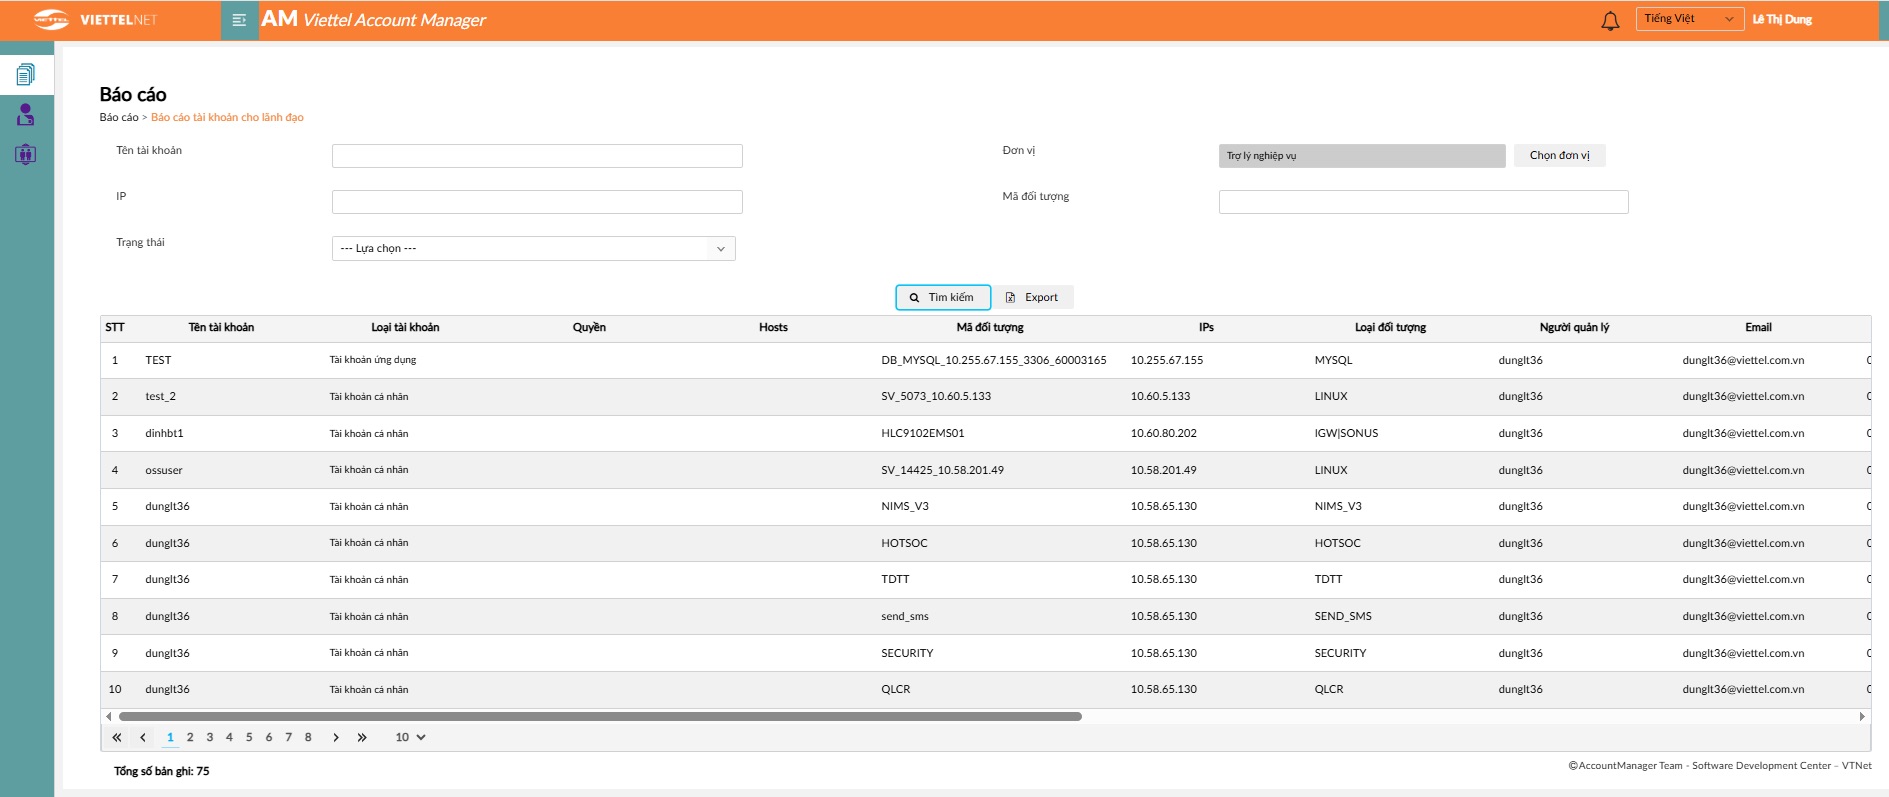 VIETTEL VIETTELNET AM Viettel Account Manager Tiếng Việt Lê Thị Dung
Báo cáo
Báo cáo > Báo cáo tài khoản cho lãnh đạo
Tên tài khoản Đơn vị Trợ lý nghiệp vụ Chọn đơn vị
IP Mã đối tượng
Trạng thái --- Lựa chọn ---
Tìm kiếm Export
STT Tên tài khoản Loại tài khoản Quyền Hosts Mã đối tượng IPs Loại đối tượng Người quản lý Email
1 TEST Tài khoản ứng dụng DB_MYSQL_10.255.67.155_3306_60003165 10.255.67.155 MYSQL dunglt36 dunglt36@viettel.com.vn
2 test_2 Tài khoản cá nhân SV_5073_10.60.5.133 10.60.5.133 LINUX dunglt36 dunglt36@viettel.com.vn
3 dinhbt1 Tài khoản cá nhân HLC9102EMS01 10.60.80.202 IGW|SONUS dunglt36 dunglt36@viettel.com.vn
4 ossuser Tài khoản cá nhân SV_14425_10.58.201.49 10.58.201.49 LINUX dunglt36 dunglt36@viettel.com.vn
5 dunglt36 Tài khoản cá nhân NIMS_V3 10.58.65.130 NIMS_V3 dunglt36 dunglt36@viettel.com.vn
6 dunglt36 Tài khoản cá nhân HOTSOC 10.58.65.130 HOTSOC dunglt36 dunglt36@viettel.com.vn
7 dunglt36 Tài khoản cá nhân TDTT 10.58.65.130 TDTT dunglt36 dunglt36@viettel.com.vn
8 dunglt36 Tài khoản cá nhân send_sms 10.58.65.130 SEND_SMS dunglt36 dunglt36@viettel.com.vn
9 dunglt36 Tài khoản cá nhân SECURITY 10.58.65.130 SECURITY dunglt36 dunglt36@viettel.com.vn
10 dunglt36 Tài khoản cá nhân QLCR 10.58.65.130 QLCR dunglt36 dunglt36@viettel.com.vn
« ‹ 1 2 3 4 5 6 7 8 › » 10
Tổng số bản ghi: 75
©AccountManager Team - Software Development Center – VTNet